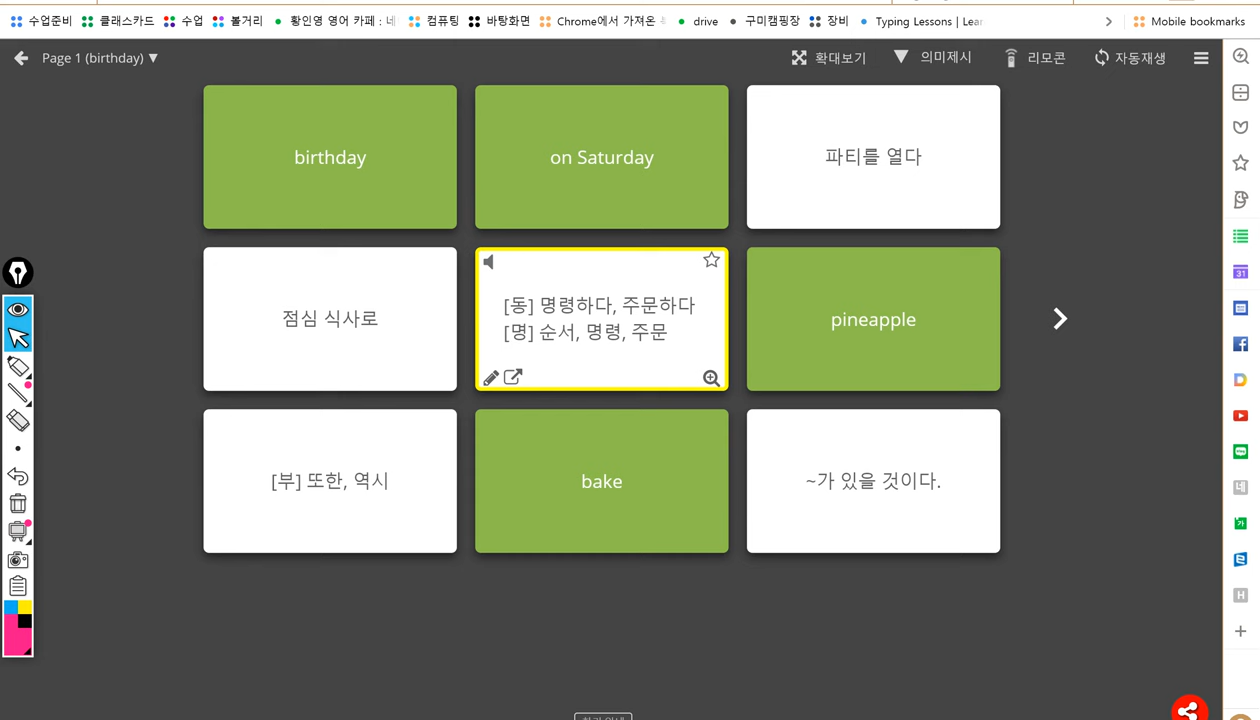 수업준비 클래스카드 수업 볼거리 황인영 영어 카페 : 네 컴퓨팅 바탕화면 Chrome에서 가져온 drive 구미캠핑장 장비 Typing Lessons | Lear Mobile bookmarks
Page 1 (birthday) ▼ 확대보기 ▼ 의미제시 리모콘 자동재생
birthday
on Saturday
파티를 열다
점심 식사로
[동] 명령하다, 주문하다
[명] 순서, 명령, 주문
pineapple
[부] 또한, 역시
bake
~가 있을 것이다.
31